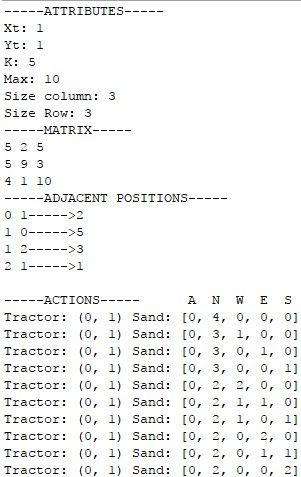 -----ATTRIBUTES-----
Xt: 1
Yt: 1
K: 5
Max: 10
Size column: 3
Size Row: 3
-----MATRIX-----
5 2 5
5 9 3
4 1 10
-----ADJACENT POSITIONS-----
0 1----->2
1 0----->5
1 2----->3
2 1----->1

-----ACTIONS----- A N W E S
Tractor: (0, 1) Sand: [0, 4, 0, 0, 0]
Tractor: (0, 1) Sand: [0, 3, 1, 0, 0]
Tractor: (0, 1) Sand: [0, 3, 0, 1, 0]
Tractor: (0, 1) Sand: [0, 3, 0, 0, 1]
Tractor: (0, 1) Sand: [0, 2, 2, 0, 0]
Tractor: (0, 1) Sand: [0, 2, 1, 1, 0]
Tractor: (0, 1) Sand: [0, 2, 1, 0, 1]
Tractor: (0, 1) Sand: [0, 2, 0, 2, 0]
Tractor: (0, 1) Sand: [0, 2, 0, 1, 1]
Tractor: (0, 1) Sand: [0, 2, 0, 0, 2]